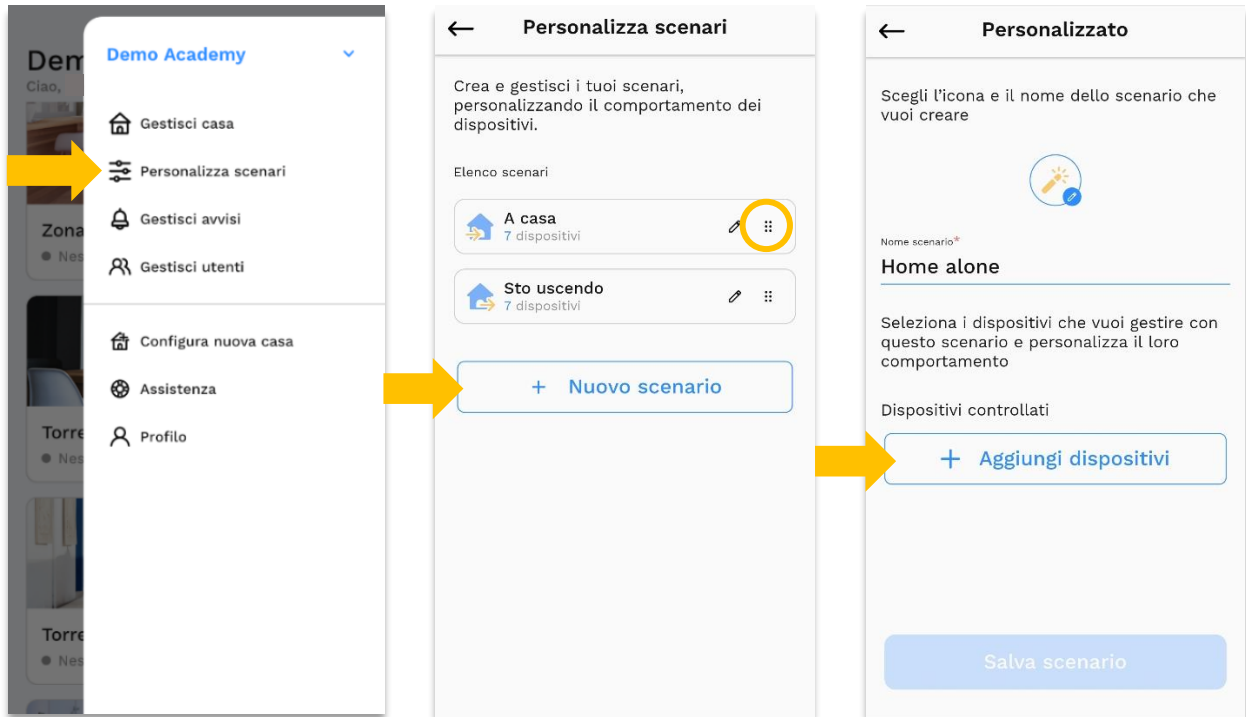 Dem
Ciao,
Zona
Nes
Torre
Nes
Torre
Nes
Demo Academy
Gestisci casa
Personalizza scenari
Gestisci avvisi
Gestisci utenti
Configura nuova casa
Assistenza
Profilo
Personalizza scenari
Crea e gestisci i tuoi scenari,
personalizzando il comportamento dei
dispositivi.
Elenco scenari
A casa
7 dispositivi
Sto uscendo
7 dispositivi
+ Nuovo scenario
Personalizzato
Scegli l’icona e il nome dello scenario che
vuoi creare
Nome scenario*
Home alone
Seleziona i dispositivi che vuoi gestire con
questo scenario e personalizza il loro
comportamento
Dispositivi controllati
+ Aggiungi dispositivi
Salva scenario